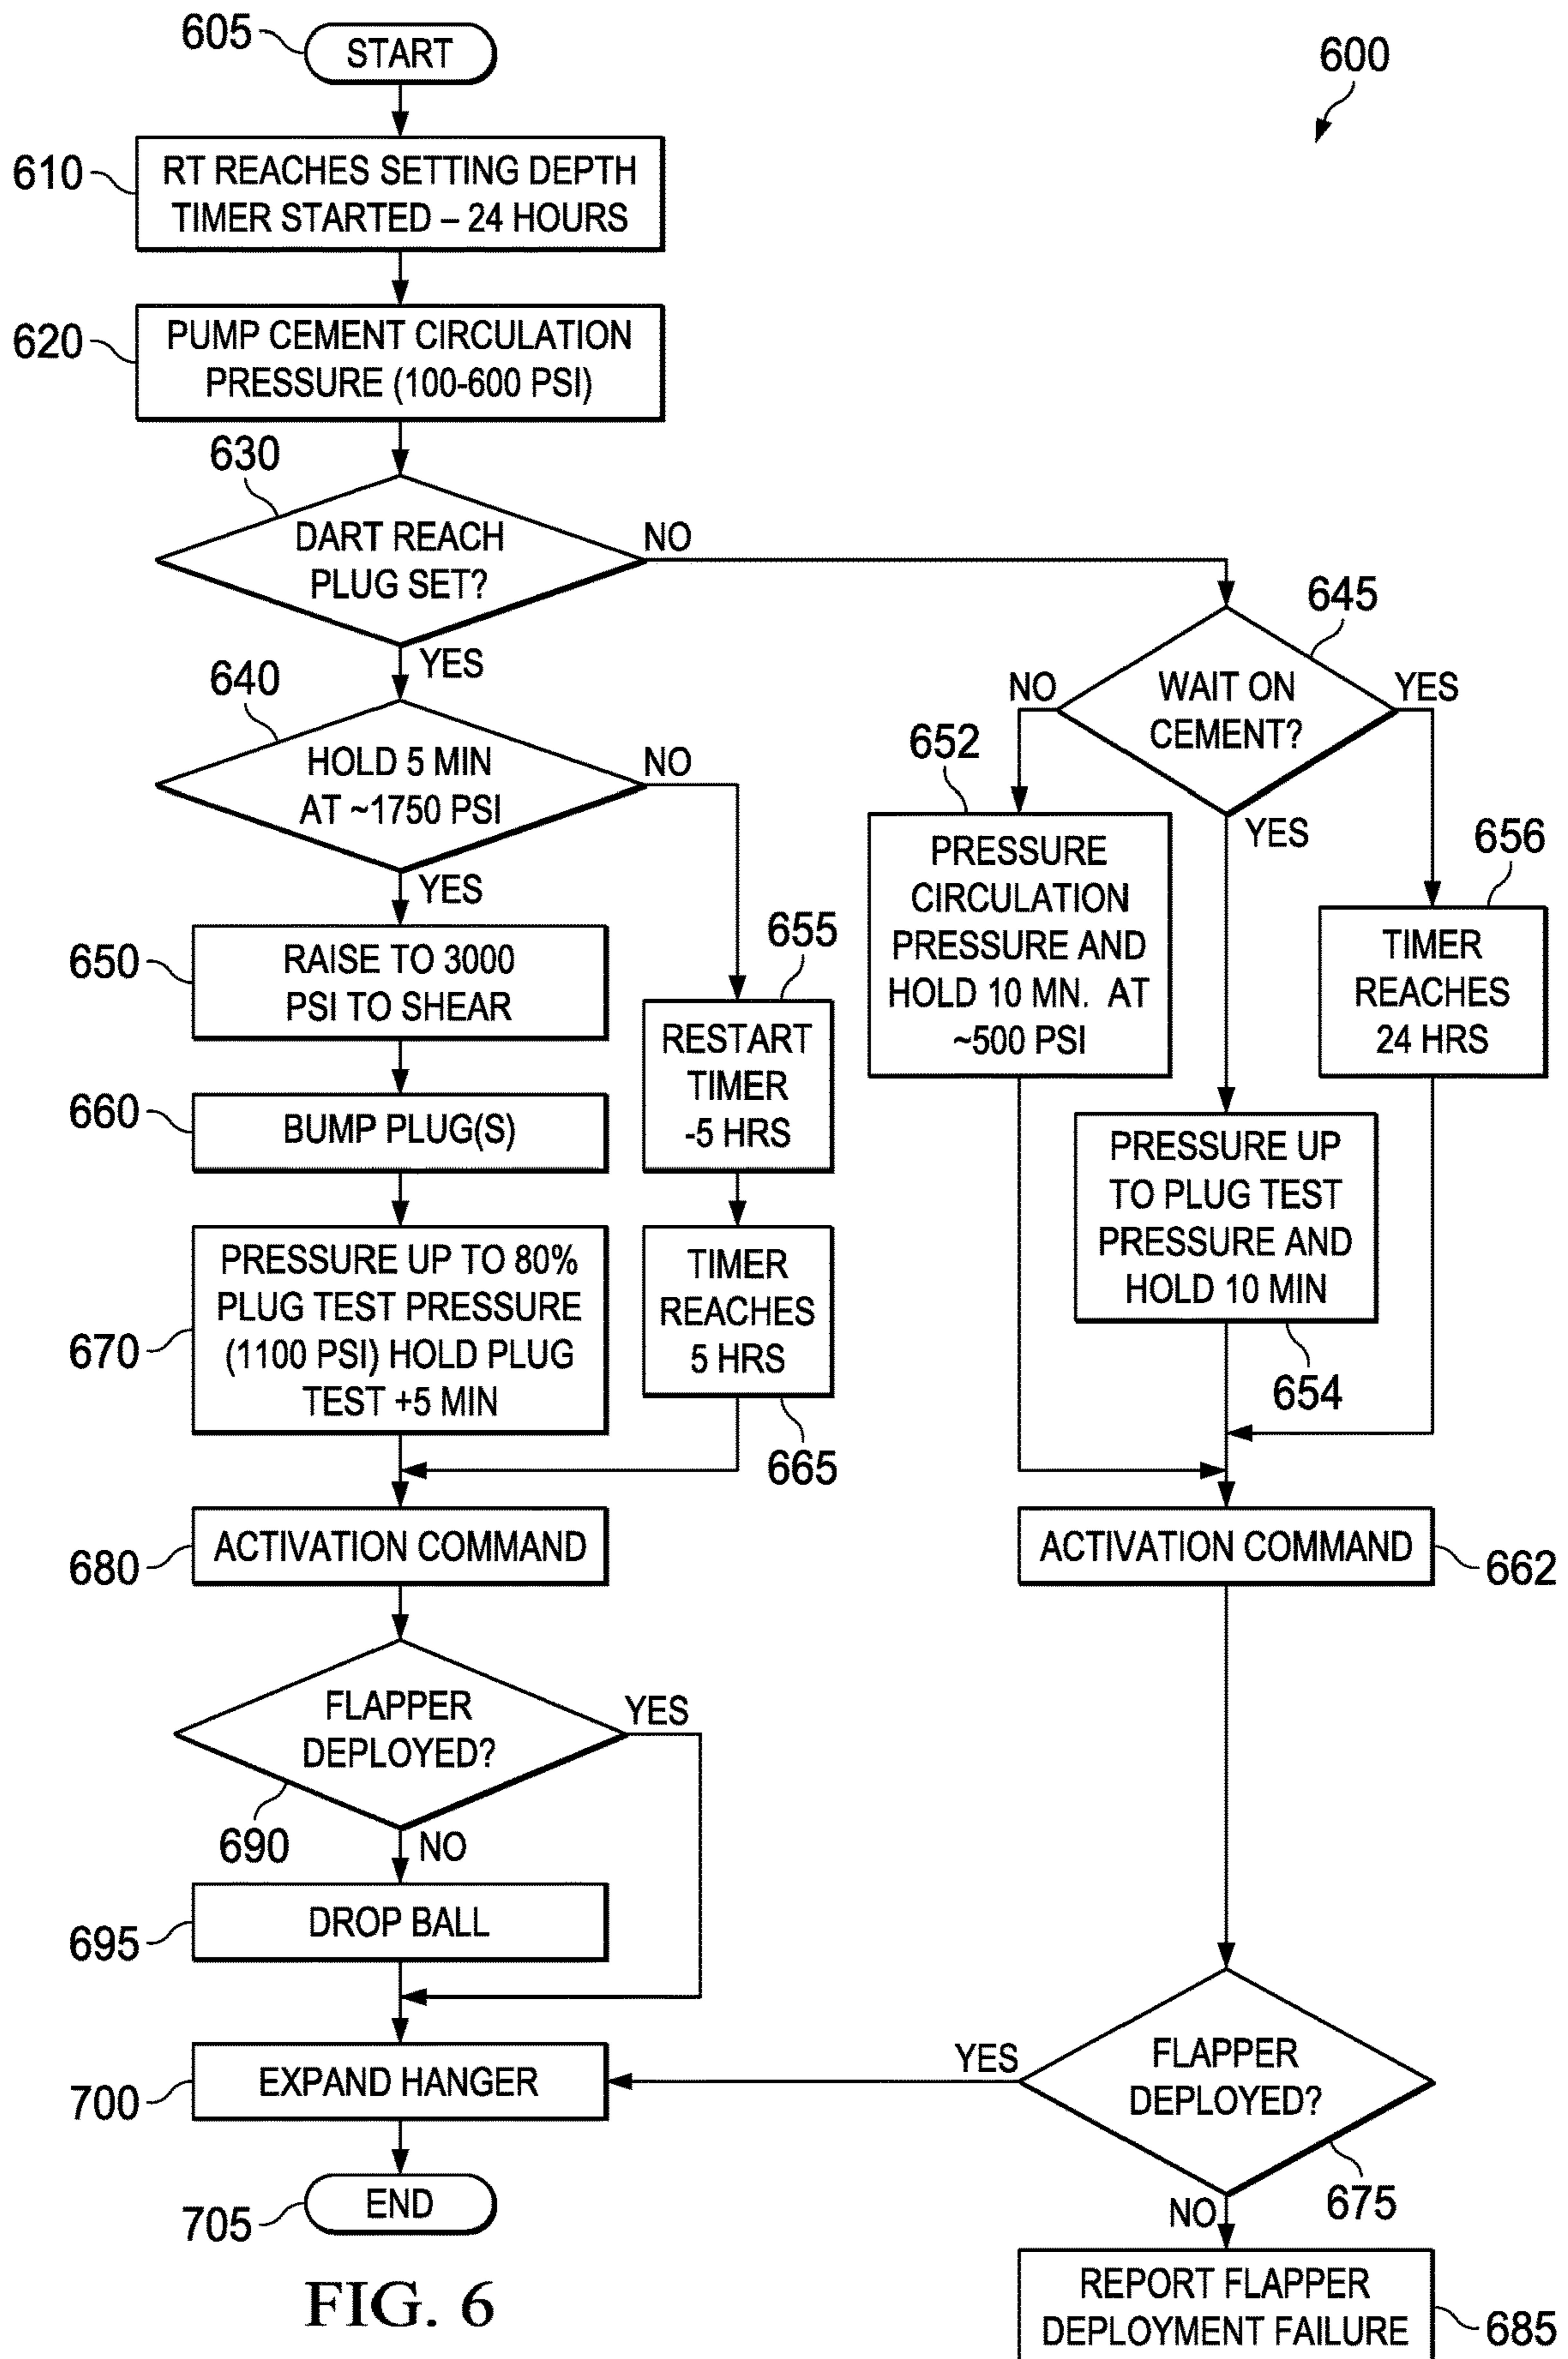 605
START
600
610
RT REACHES SETTING DEPTH
TIMER STARTED – 24 HOURS
620
PUMP CEMENT CIRCULATION
PRESSURE (100-600 PSI)
630
DART REACH
PLUG SET?
NO
YES
645
WAIT ON
CEMENT?
NO
YES
YES
640
HOLD 5 MIN
AT ~1750 PSI
NO
YES
652
PRESSURE
CIRCULATION
PRESSURE AND
HOLD 10 MN. AT
~500 PSI
656
TIMER
REACHES
24 HRS
650
RAISE TO 3000
PSI TO SHEAR
655
RESTART
TIMER
-5 HRS
660
BUMP PLUG(S)
PRESSURE UP
TO PLUG TEST
PRESSURE AND
HOLD 10 MIN
654
670
PRESSURE UP TO 80%
PLUG TEST PRESSURE
(1100 PSI) HOLD PLUG
TEST +5 MIN
TIMER
REACHES
5 HRS
665
680
ACTIVATION COMMAND
ACTIVATION COMMAND
662
FLAPPER
DEPLOYED?
YES
690
NO
695
DROP BALL
700
EXPAND HANGER
YES
FLAPPER
DEPLOYED?
675
NO
705
END
REPORT FLAPPER
DEPLOYMENT FAILURE
685
FIG. 6